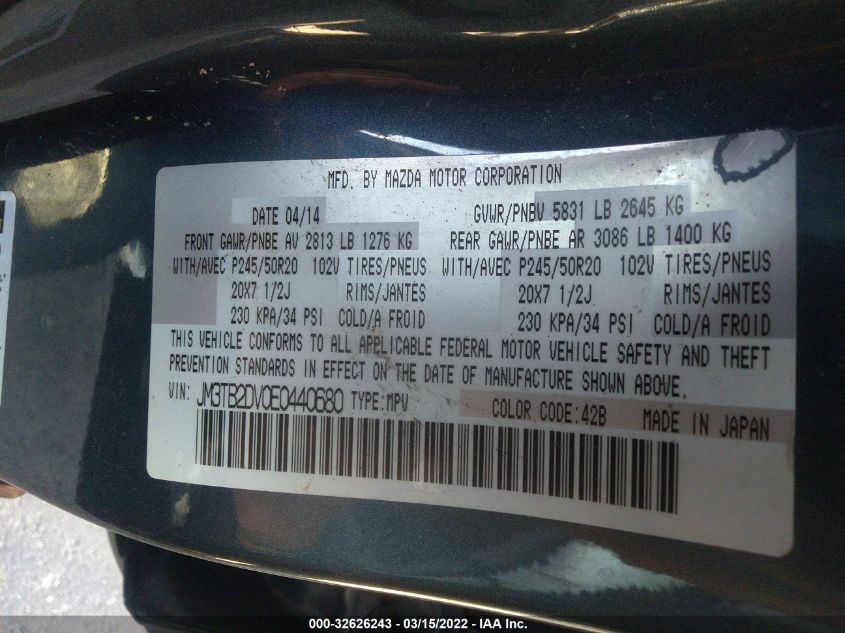 MFD. BY MAZDA MOTOR CORPORATION
DATE 04/14 GVWR/PNBV 5831 LB 2645 KG
FRONT GAWR/PNBE AV 2813 LB 1276 KG REAR GAWR/PNBE AR 3086 LB 1400 KG
WITH/AVEC P245/50R20 102V TIRES/PNEUS WITH/AVEC P245/50R20 102V TIRES/PNEUS
20X7 1/2J RIMS/JANTES 20X7 1/2J RIMS/JANTES
230 KPA/34 PSI COLD/A FROID 230 KPA/34 PSI COLD/A FROID
THIS VEHICLE CONFORMS TO ALL APPLICABLE FEDERAL MOTOR VEHICLE SAFETY AND THEFT
PREVENTION STANDARDS IN EFFECT ON THE DATE OF MANUFACTURE SHOWN ABOVE.
VIN: JM3TB2DV0E0440680 TYPE:MPV COLOR CODE:42B MADE IN JAPAN
000-32626243 - 03/15/2022 - IAA Inc.